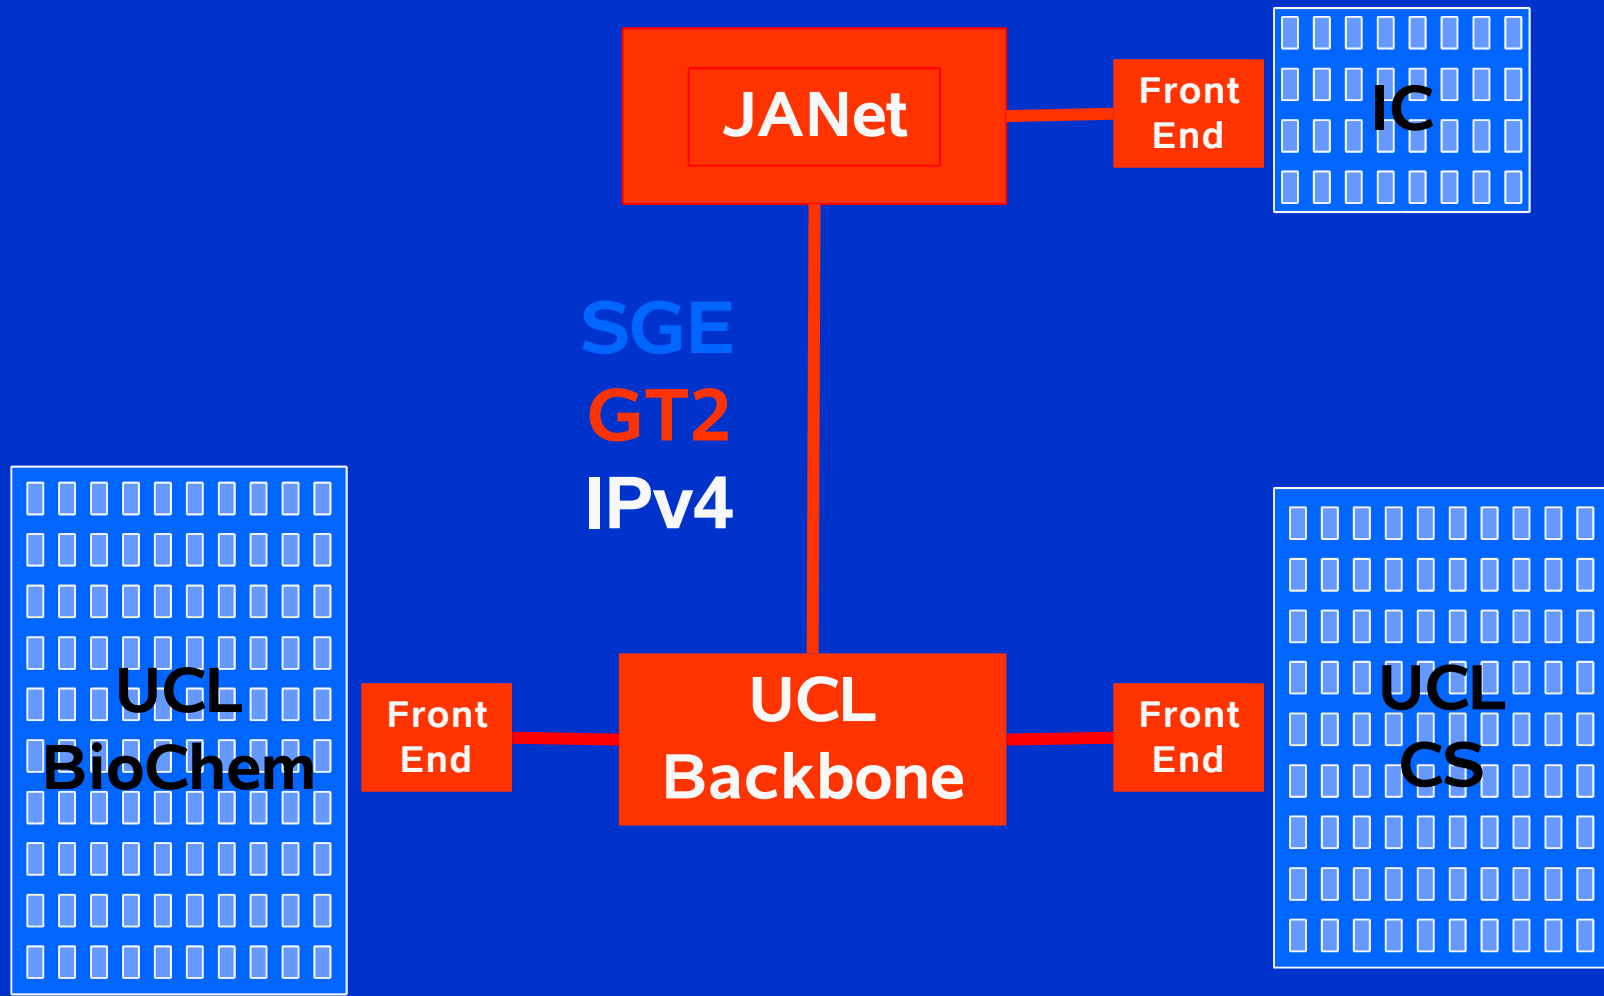 JANet
Front
End
IC
SGE
GT2
IPv4
UCL
BioChem
Front
End
UCL
Backbone
Front
End
UCL
CS